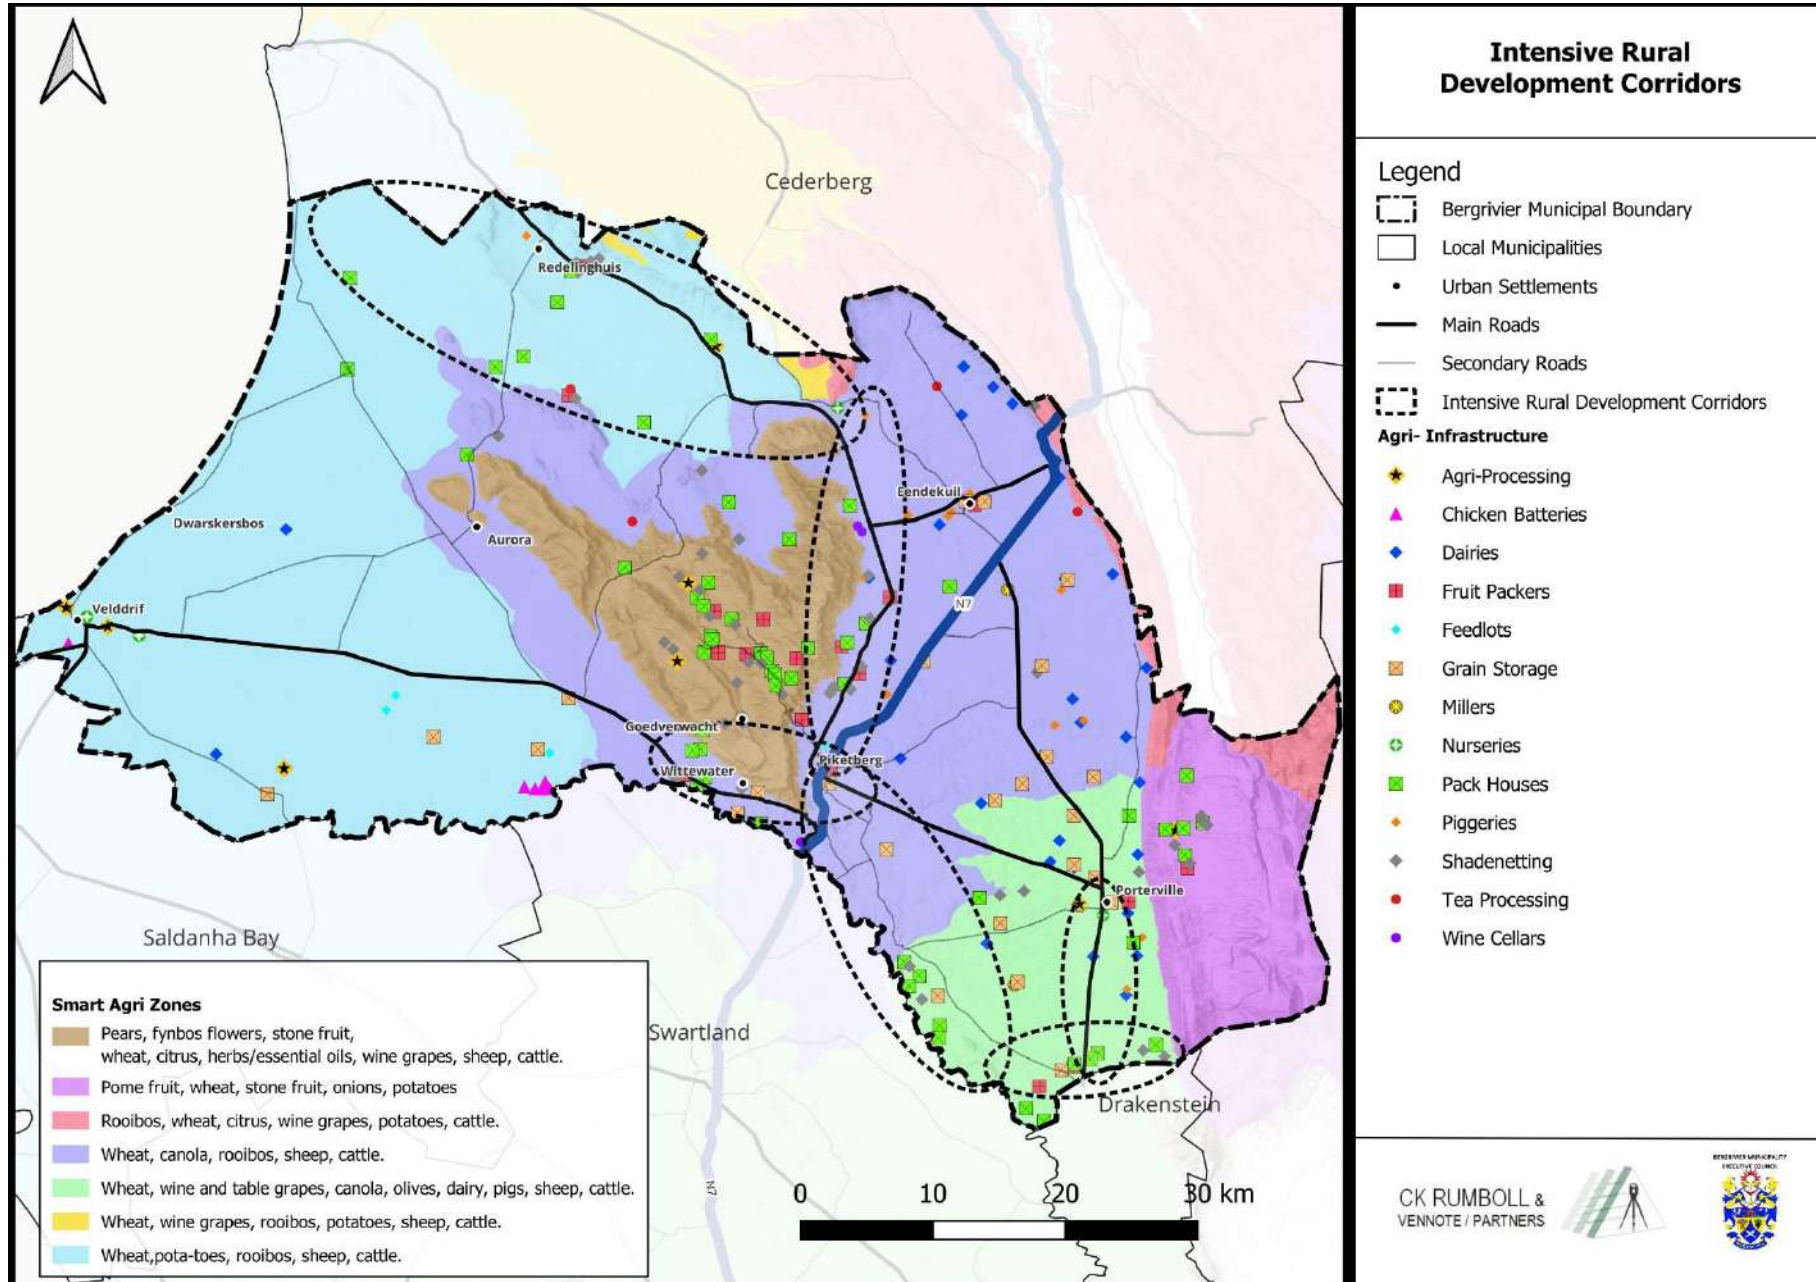 Intensive Rural
Development Corridors
Legend
Bergrivier Municipal Boundary
Local Municipalities
Urban Settlements
Main Roads
Secondary Roads
Intensive Rural Development Corridors
Agri- Infrastructure
Agri-Processing
Chicken Batteries
Dairies
Fruit Packers
Feedlots
Grain Storage
Millers
Nurseries
Pack Houses
Piggeries
Shadenetting
Tea Processing
Wine Cellars
Cederberg
Redelinghuis
Eendekuil
Dwarskersbos
Aurora
Velddrif
N7
Goedverwacht
Piketberg
Wittewater
Porterville
Saldanha Bay
Swartland
Drakenstein
N7
Smart Agri Zones
Pears, fynbos flowers, stone fruit,
wheat, citrus, herbs/essential oils, wine grapes, sheep, cattle.
Pome fruit, wheat, stone fruit, onions, potatoes
Rooibos, wheat, citrus, wine grapes, potatoes, cattle.
Wheat, canola, rooibos, sheep, cattle.
Wheat, wine and table grapes, canola, olives, dairy, pigs, sheep, cattle.
Wheat, wine grapes, rooibos, potatoes, sheep, cattle.
Wheat,pota-toes, rooibos, sheep, cattle.
0 10 20 30 km
CK RUMBOLL &
VENNOTE / PARTNERS
BERGRIVIER MUNICIPALITY
EXECUTIVE COUNCIL